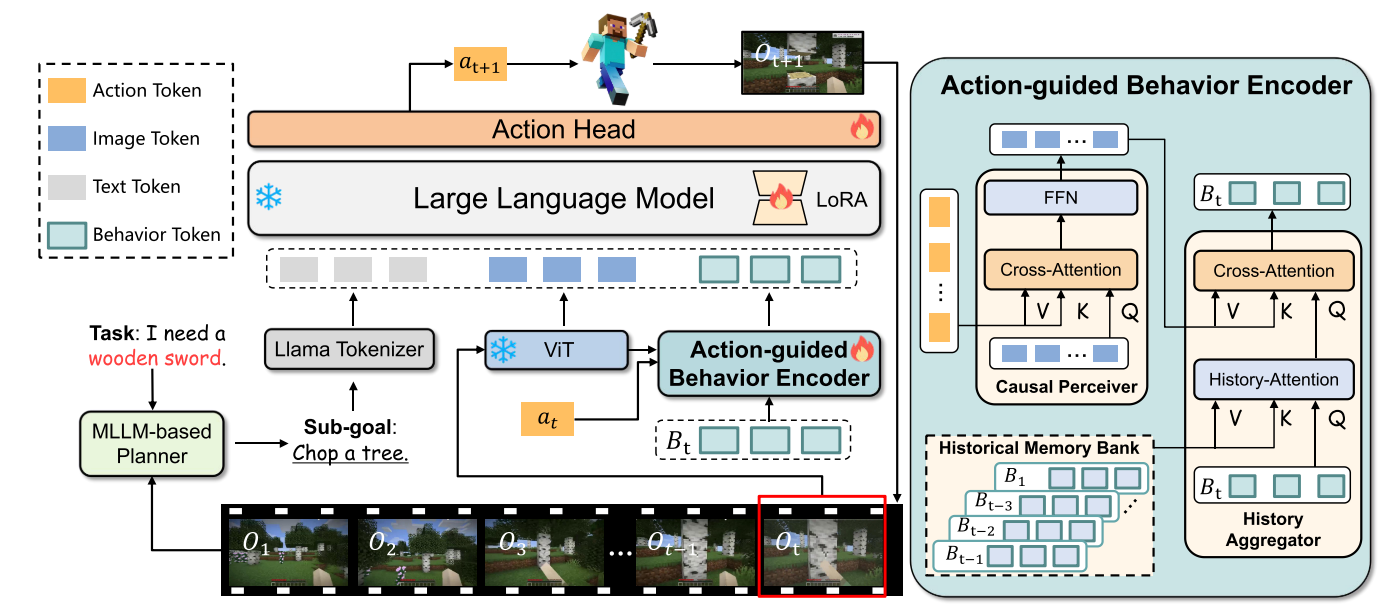 Action Token
Image Token
Text Token
Behavior Token
a_{t+1}
O_{t+1}
Action Head
Large Language Model
LoRA
Task: I need a
wooden sword.
Llama Tokenizer
ViT
Action-guided
Behavior Encoder
MLLM-based
Planner
Sub-goal:
Chop a tree.
a_t
B_t
O_1
O_2
O_3
...
O_{t-1}
O_t
Action-guided Behavior Encoder
...
FFN
Cross-Attention
V
K
Q
...
...
Causal Perceiver
B_t
Cross-Attention
V
K
Q
History-Attention
V
K
Q
B_t
History
Aggregator
Historical Memory Bank
B_1
...
B_{t-3}
B_{t-2}
B_{t-1}